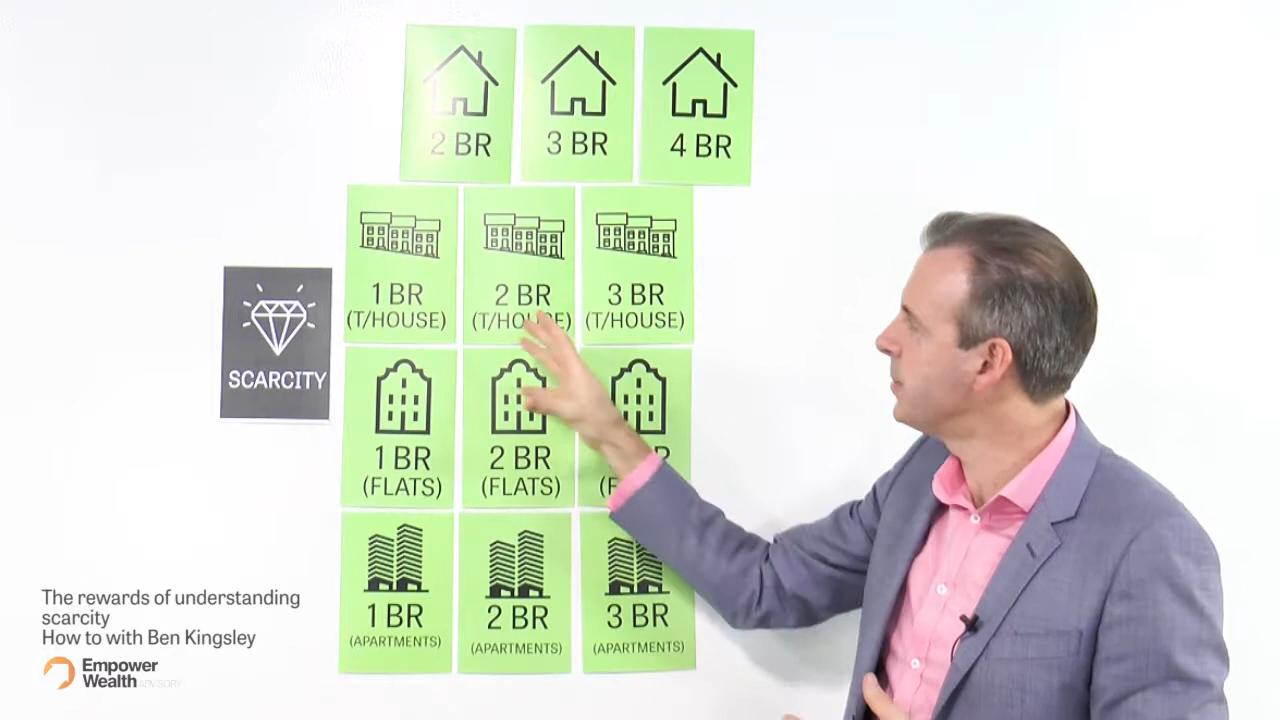 2 BR
3 BR
4 BR
1 BR
(T/HOUSE)
2 BR
(T/HOUSE)
3 BR
(T/HOUSE)
SCARCITY
1 BR
(FLATS)
2 BR
(FLATS)
1 BR
(APARTMENTS)
2 BR
(APARTMENTS)
3 BR
(APARTMENTS)
The rewards of understanding
scarcity
How to with Ben Kingsley
Empower
Wealth
ADVISORY